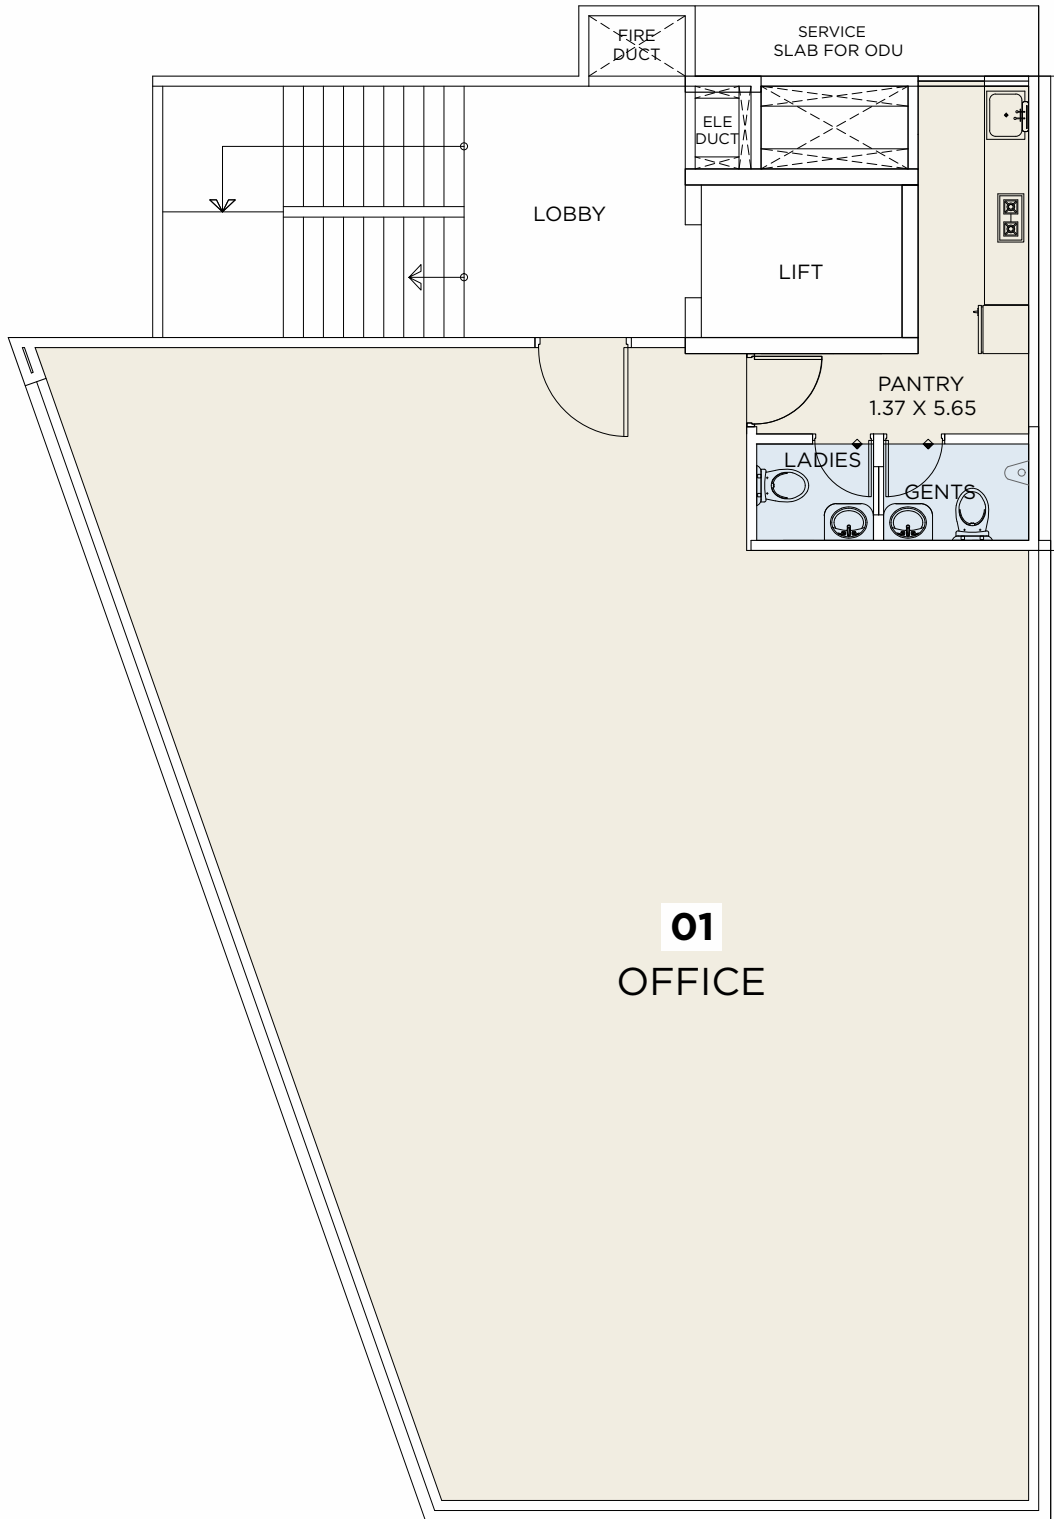 FIRE
DUCT
SERVICE
SLAB FOR ODU
ELE
DUCT
LOBBY
LIFT
PANTRY
1.37 X 5.65
LADIES
GENTS
01
OFFICE